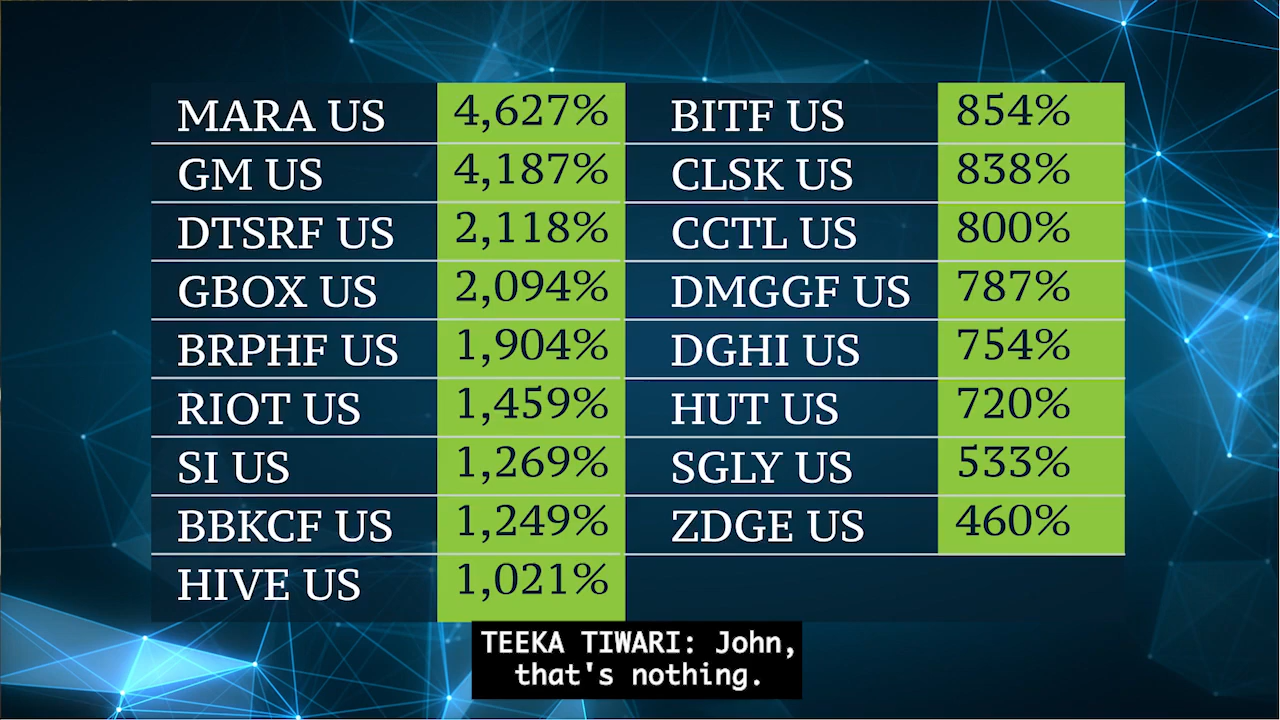 MARA US 4,627% BITF US 854%
GM US 4,187% CLSK US 838%
DTSRF US 2,118% CCTL US 800%
GBOX US 2,094% DMGGF US 787%
BRPHF US 1,904% DGHI US 754%
RIOT US 1,459% HUT US 720%
SI US 1,269% SGLY US 533%
BBKCF US 1,249% ZDGE US 460%
HIVE US 1,021%
TEEKA TIWARI: John,
that's nothing.